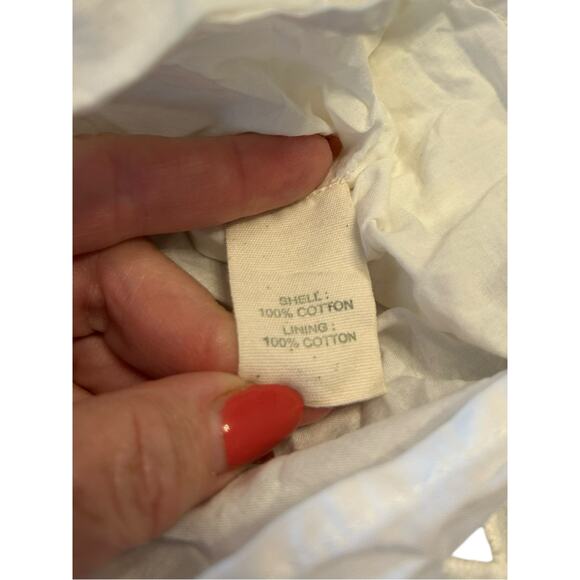 SHELL :
100% COTTON
LINING :
100% COTTON